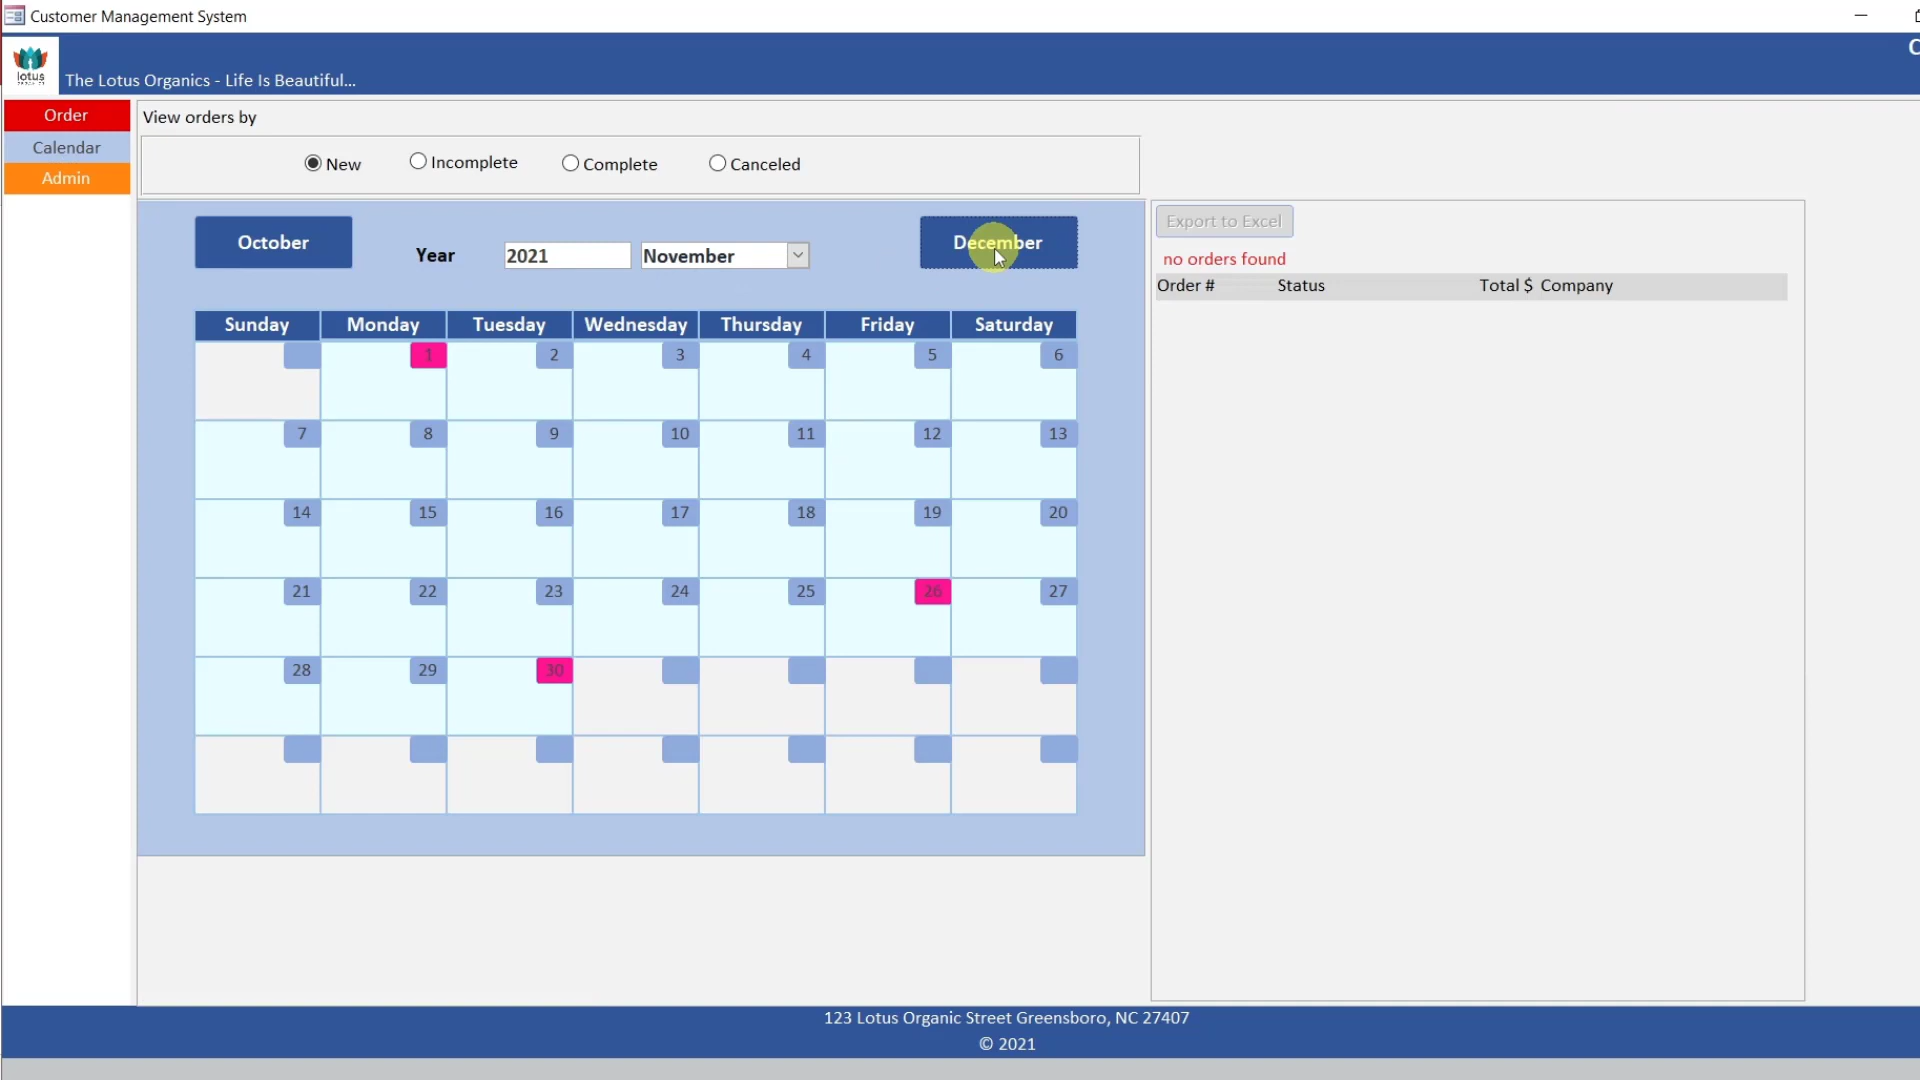 Customer Management System
lotus
The Lotus Organics - Life Is Beautiful...
Order
Calendar
Admin
View orders by
New Incomplete Complete Canceled
October Year 2021 November December
Sunday Monday Tuesday Wednesday Thursday Friday Saturday
1 2 3 4 5 6
7 8 9 10 11 12 13
14 15 16 17 18 19 20
21 22 23 24 25 26 27
28 29 30
Export to Excel
no orders found
Order # Status Total $ Company
123 Lotus Organic Street Greensboro, NC 27407
© 2021